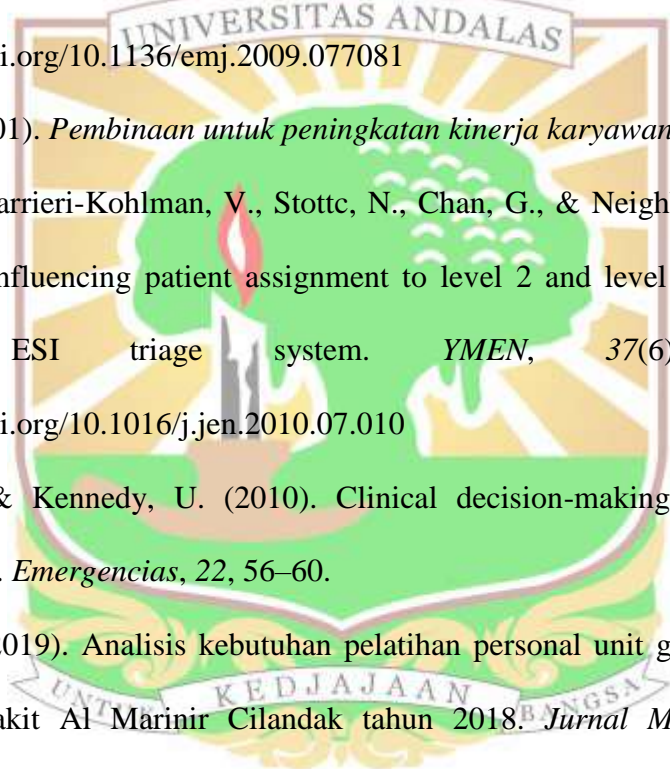 UNIVERSITAS ANDALAS
i.org/10.1136/emj.2009.077081
01). Pembinaan untuk peningkatan kinerja karyawan
arrieri-Kohlman, V., Stottc, N., Chan, G., & Neigh
nfluencing patient assignment to level 2 and level
ESI triage system. YMEN, 37(6)
i.org/10.1016/j.jen.2010.07.010
& Kennedy, U. (2010). Clinical decision-making
. Emergencias, 22, 56–60.
2019). Analisis kebutuhan pelatihan personal unit g
UNTUK KEDJAJAAN BANGSA
akit Al Marinir Cilandak tahun 2018. Jurnal M